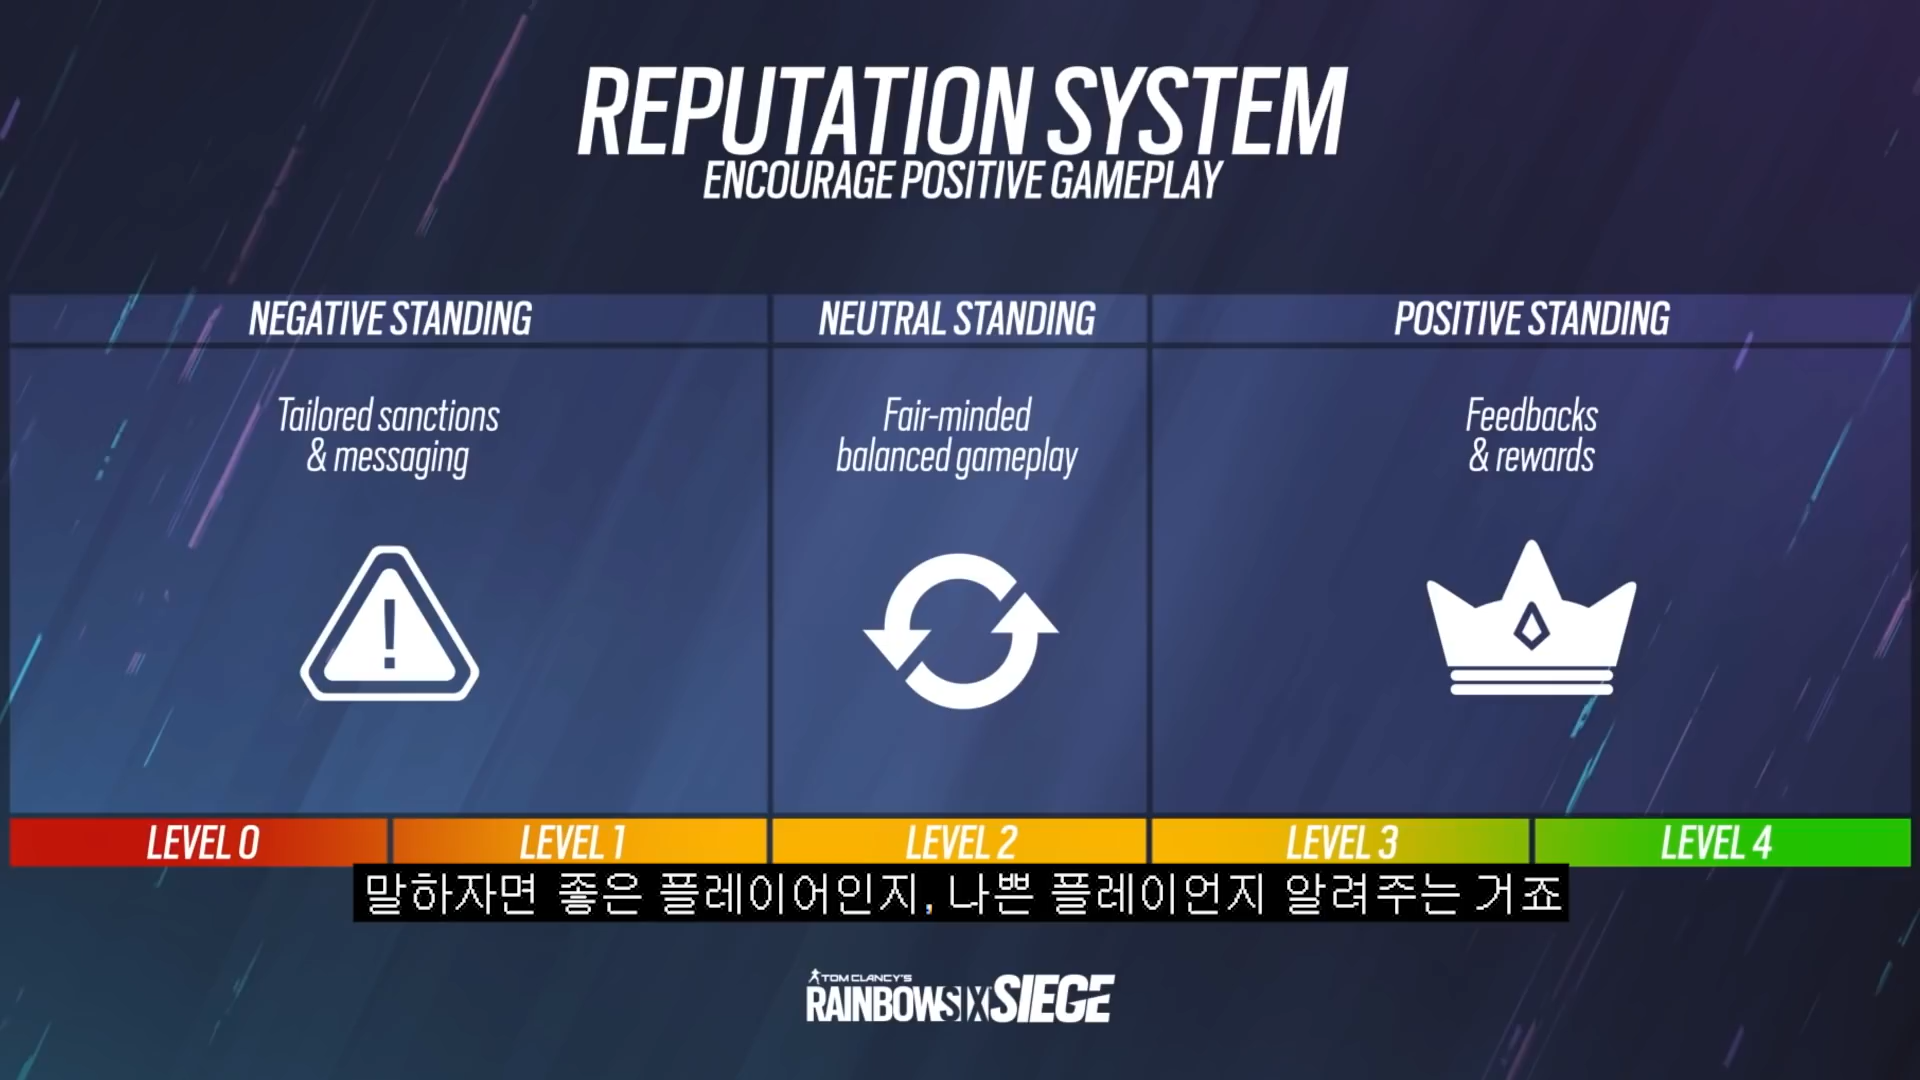 REPUTATION SYSTEM
ENCOURAGE POSITIVE GAMEPLAY
NEGATIVE STANDING
NEUTRAL STANDING
POSITIVE STANDING
Tailored sanctions
& messaging
Fair-minded
balanced gameplay
Feedbacks
& rewards
!
LEVEL 0
LEVEL 1
LEVEL 2
LEVEL 3
LEVEL 4
말하자면 좋은 플레이어인지, 나쁜 플레이언지 알려주는 거죠
TOM CLANCY'S
RAINBOWSIX SIEGE